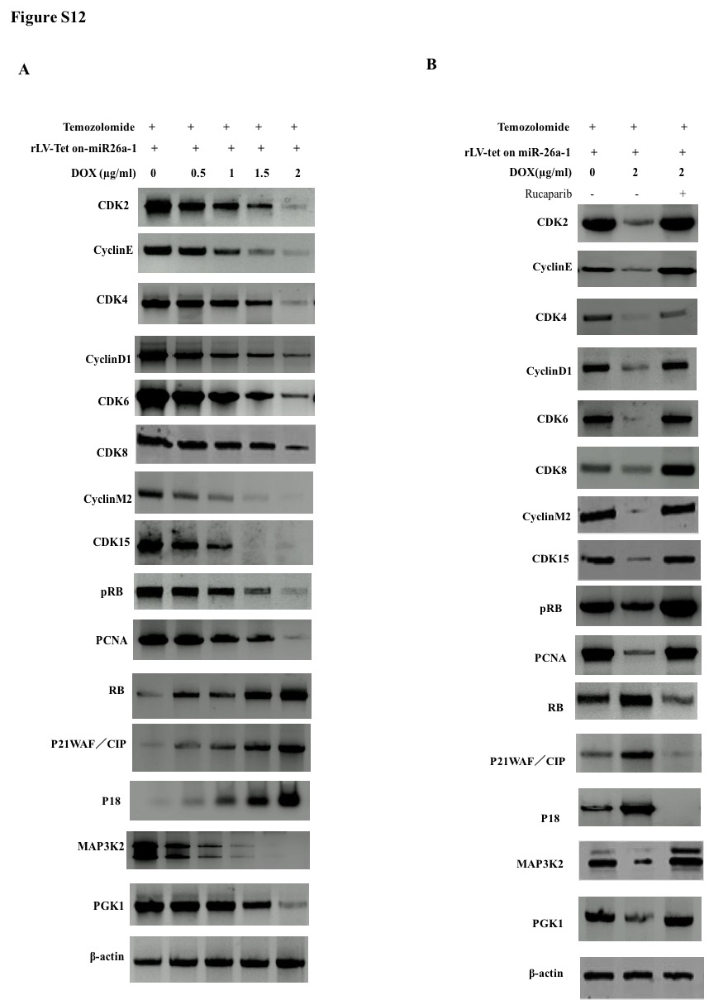 Figure S12
A
Temozolomide + + + + +
rLV-Tet on-miR26a-1 + + + + +
DOX (μg/ml) 0 0.5 1 1.5 2
CDK2
CyclinE
CDK4
CyclinD1
CDK6
CDK8
CyclinM2
CDK15
pRB
PCNA
RB
P21WAF／CIP
P18
MAP3K2
PGK1
β-actin
B
Temozolomide + + +
rLV-tet on miR-26a-1 + + +
DOX(μg/ml) 0 2 2
Rucaparib - - +
CDK2
CyclinE
CDK4
CyclinD1
CDK6
CDK8
CyclinM2
CDK15
pRB
PCNA
RB
P21WAF／CIP
P18
MAP3K2
PGK1
β-actin